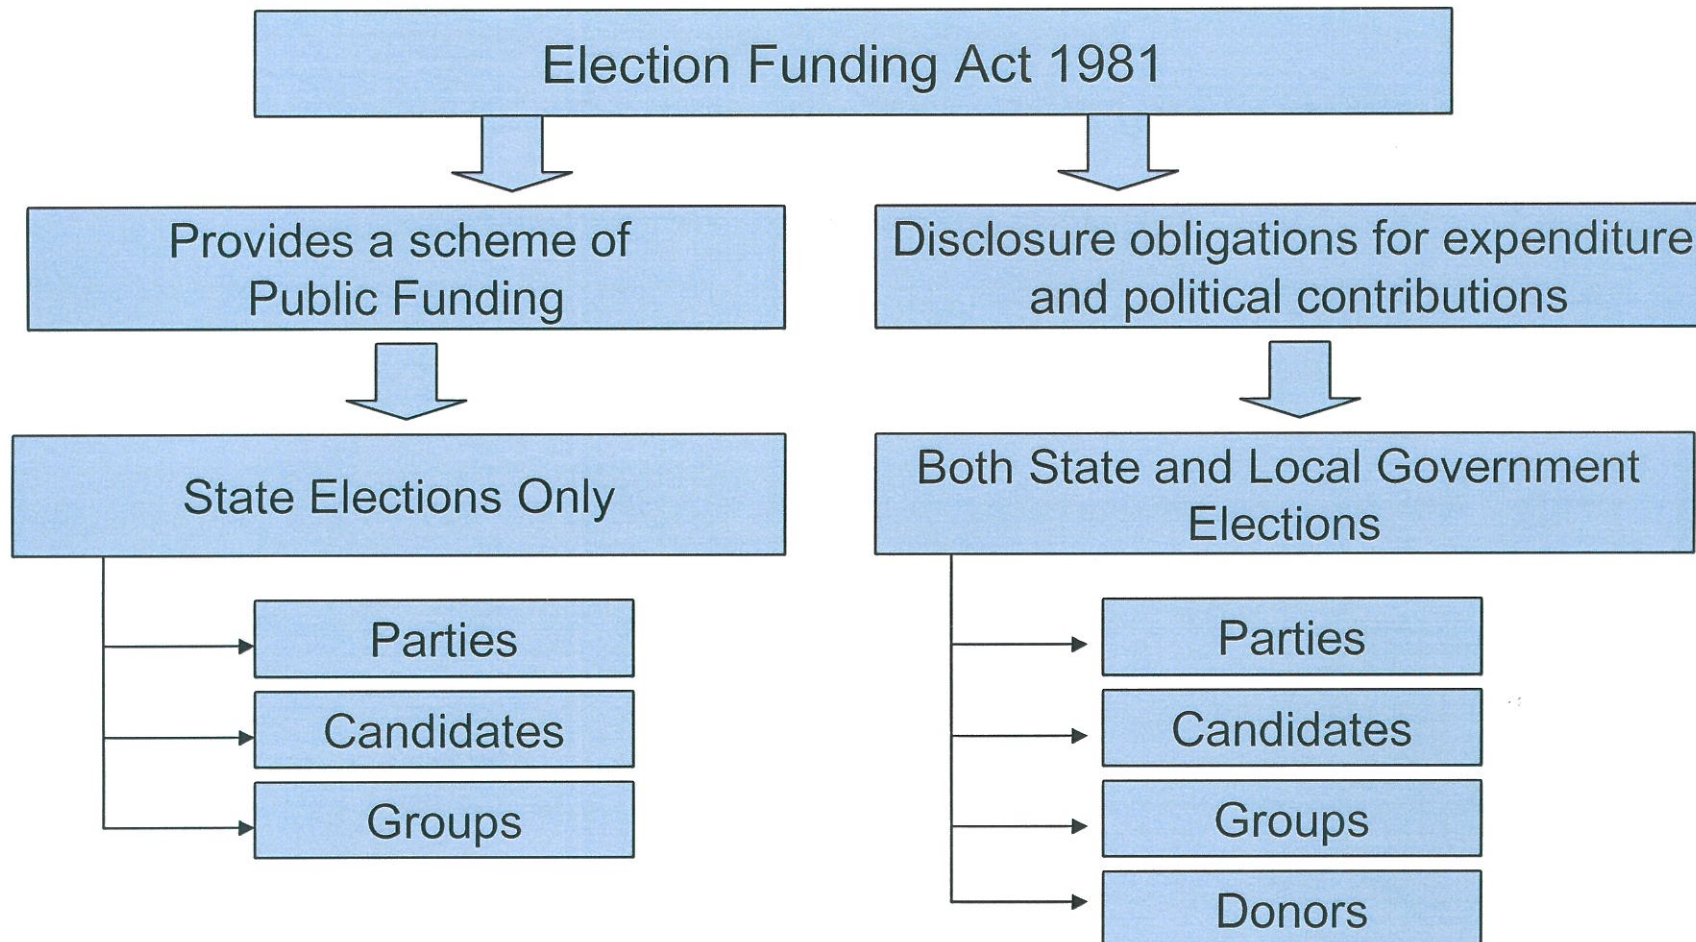 Election Funding Act 1981
Provides a scheme of
Public Funding
Disclosure obligations for expenditure
and political contributions
State Elections Only
Both State and Local Government
Elections
Parties
Candidates
Groups
Parties
Candidates
Groups
Donors